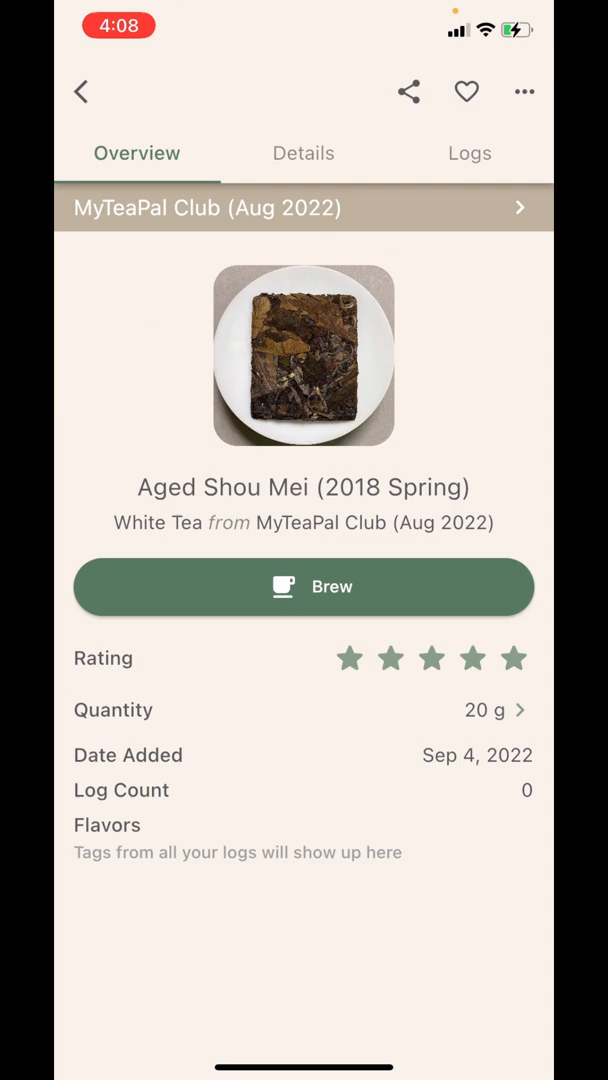 4:08
Overview
Details
Logs
MyTeaPal Club (Aug 2022)
Aged Shou Mei (2018 Spring)
White Tea from MyTeaPal Club (Aug 2022)
Brew
Rating
Quantity 20 g
Date Added Sep 4, 2022
Log Count 0
Flavors
Tags from all your logs will show up here